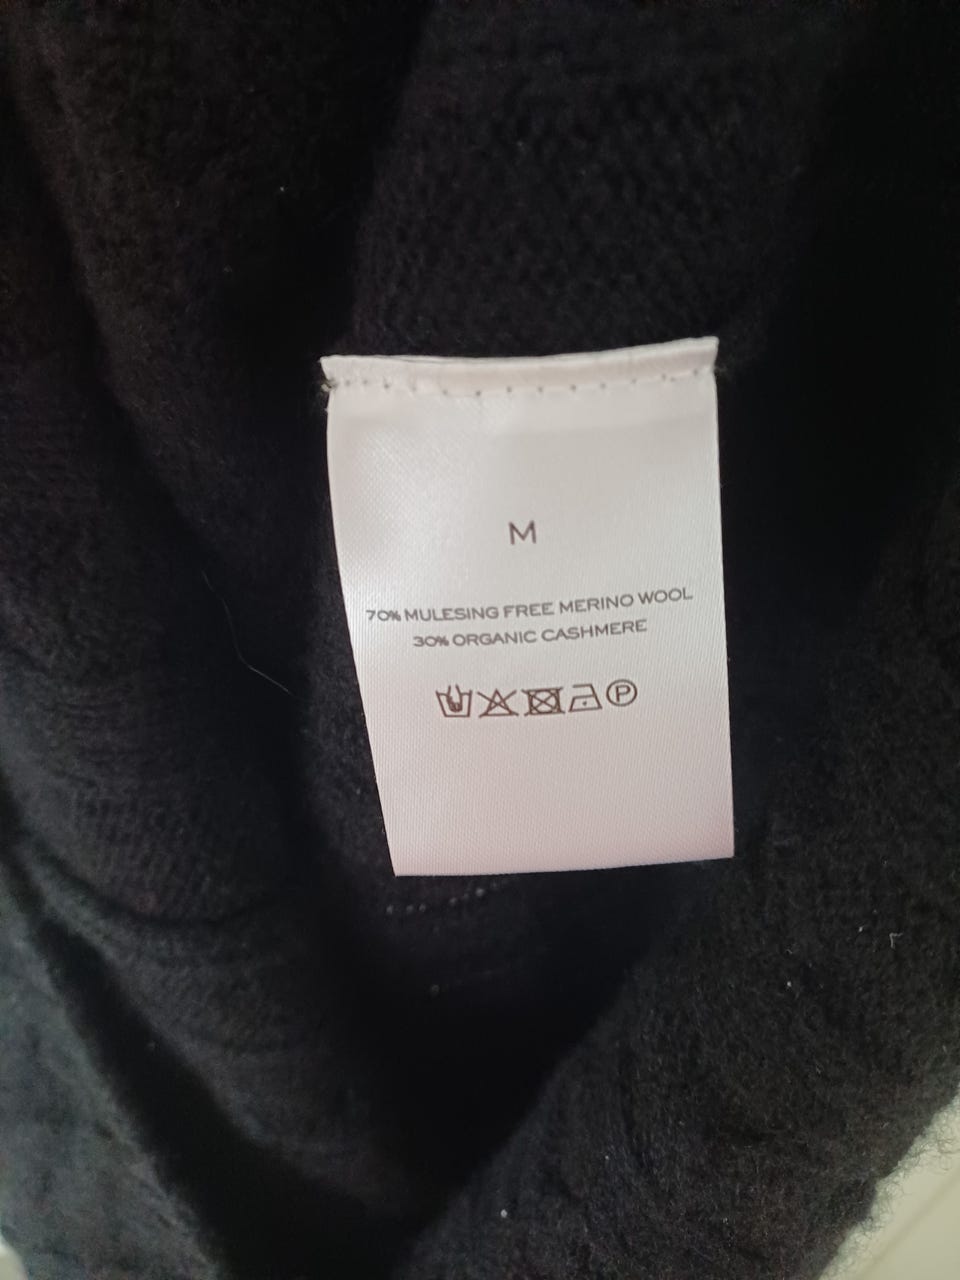 M
70% MULESING FREE MERINO WOOL
30% ORGANIC CASHMERE
P